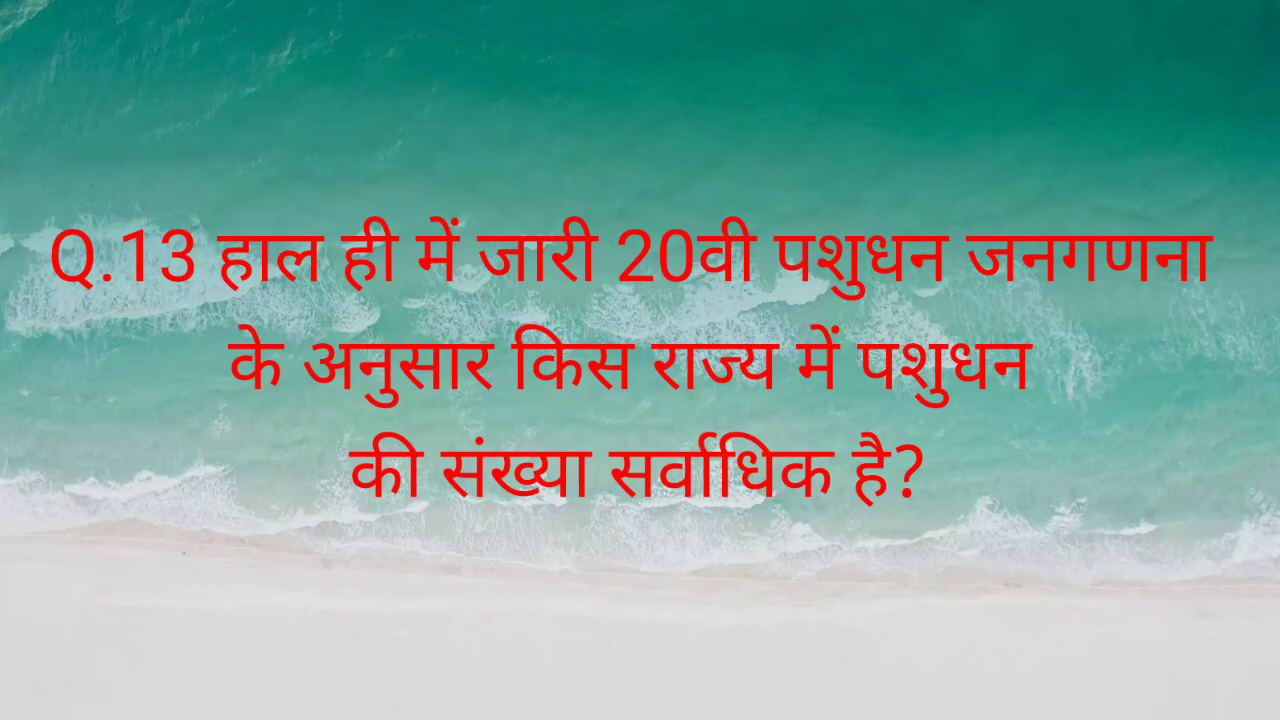 Q.13 हाल ही में जारी 20वी पशुधन जनगणना
के अनुसार किस राज्य में पशुधन
की संख्या सर्वाधिक है?